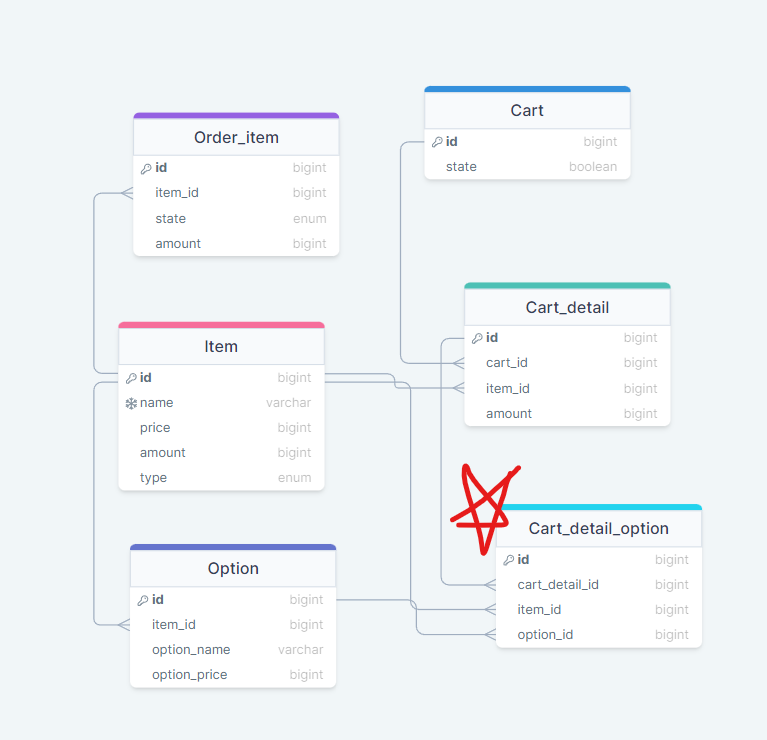 Order_item
id bigint
item_id bigint
state enum
amount bigint
Cart
id bigint
state boolean
Item
id bigint
name varchar
price bigint
amount bigint
type enum
Cart_detail
id bigint
cart_id bigint
item_id bigint
amount bigint
Option
id bigint
item_id bigint
option_name varchar
option_price bigint
Cart_detail_option
id bigint
cart_detail_id bigint
item_id bigint
option_id bigint